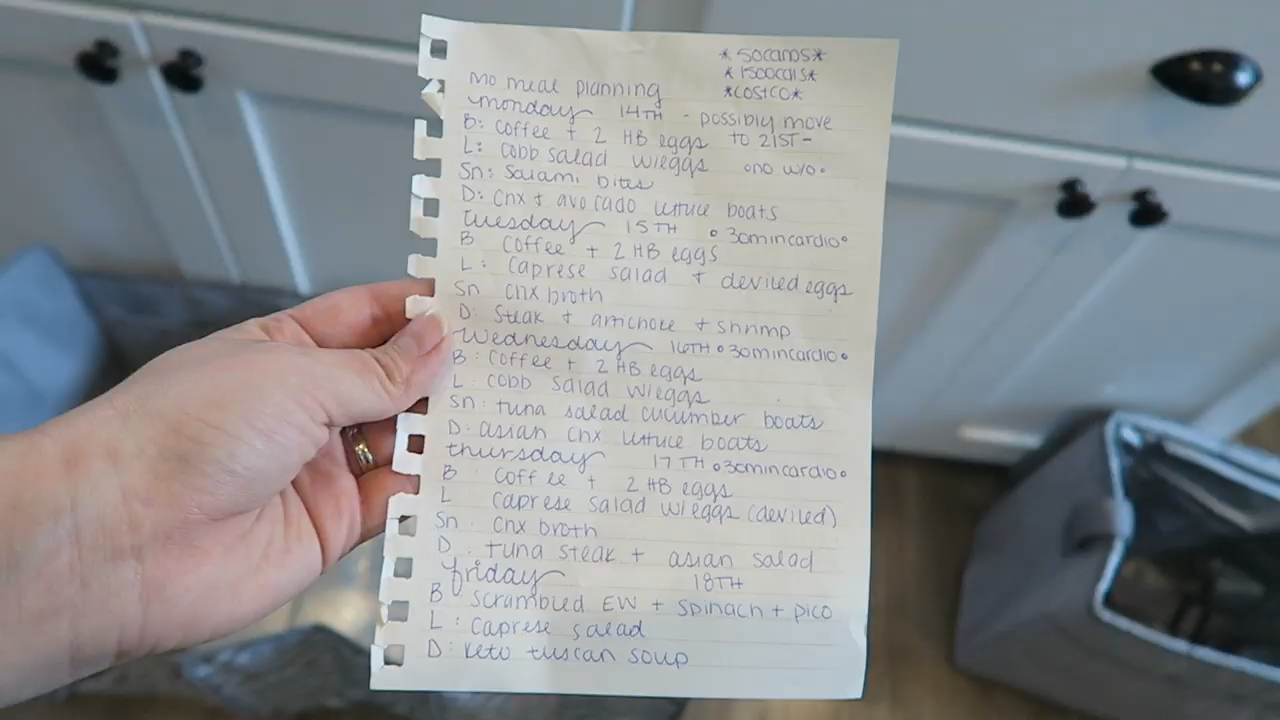 *50carbs*
*1500cals*
*COSTCO*
MO meal planning
monday 14TH - possibly move
B: coffee + 2 HB eggs to 21ST-
L: cobb salad w/eggs ono w/o•
Sn: salami bites
D: Cnx + avocado lettuce boats
tuesday 15TH •30mincardio•
B coffee + 2 HB eggs
L: caprese salad + deviled eggs
Sn cnx broth
D: steak + artichoke + shrimp
Wednesday 16TH •30mincardio•
B: coffee + 2 HB eggs
L: cobb salad w/eggs
Sn: tuna salad cucumber boats
D: asian cnx lettuce boats
thursday 17TH •30mincardio•
B coffee + 2 HB eggs
L caprese salad w/eggs (deviled)
Sn. cnx broth
D. tuna steak + asian salad
friday 18TH
B scrambled EW + spinach + pico
L: caprese salad
D: keto tuscan soup